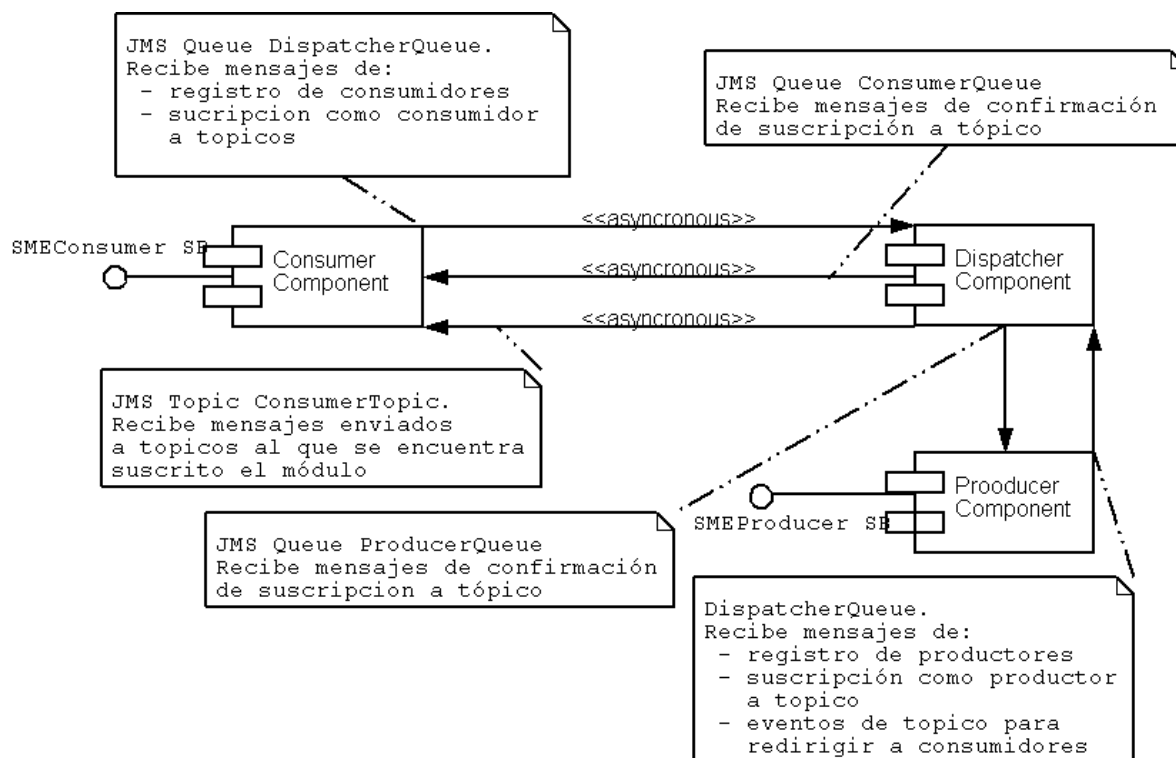 JMS Queue DispatcherQueue.
Recibe mensajes de:
- registro de consumidores
- sucripcion como consumidor
a topicos
JMS Queue ConsumerQueue
Recibe mensajes de confirmación
de suscripción a tópico
<<asyncronous>>
SMEConsumer SB
Consumer
Component
<<asyncronous>>
Dispatcher
Component
<<asyncronous>>
JMS Topic ConsumerTopic.
Recibe mensajes enviados
a topicos al que se encuentra
suscrito el módulo
Prooducer
Component
SMEProducer SB
JMS Queue ProducerQueue
Recibe mensajes de confirmación
de suscripcion a tópico
DispatcherQueue.
Recibe mensajes de:
- registro de productores
- suscripción como productor
a topico
- eventos de topico para
redirigir a consumidores